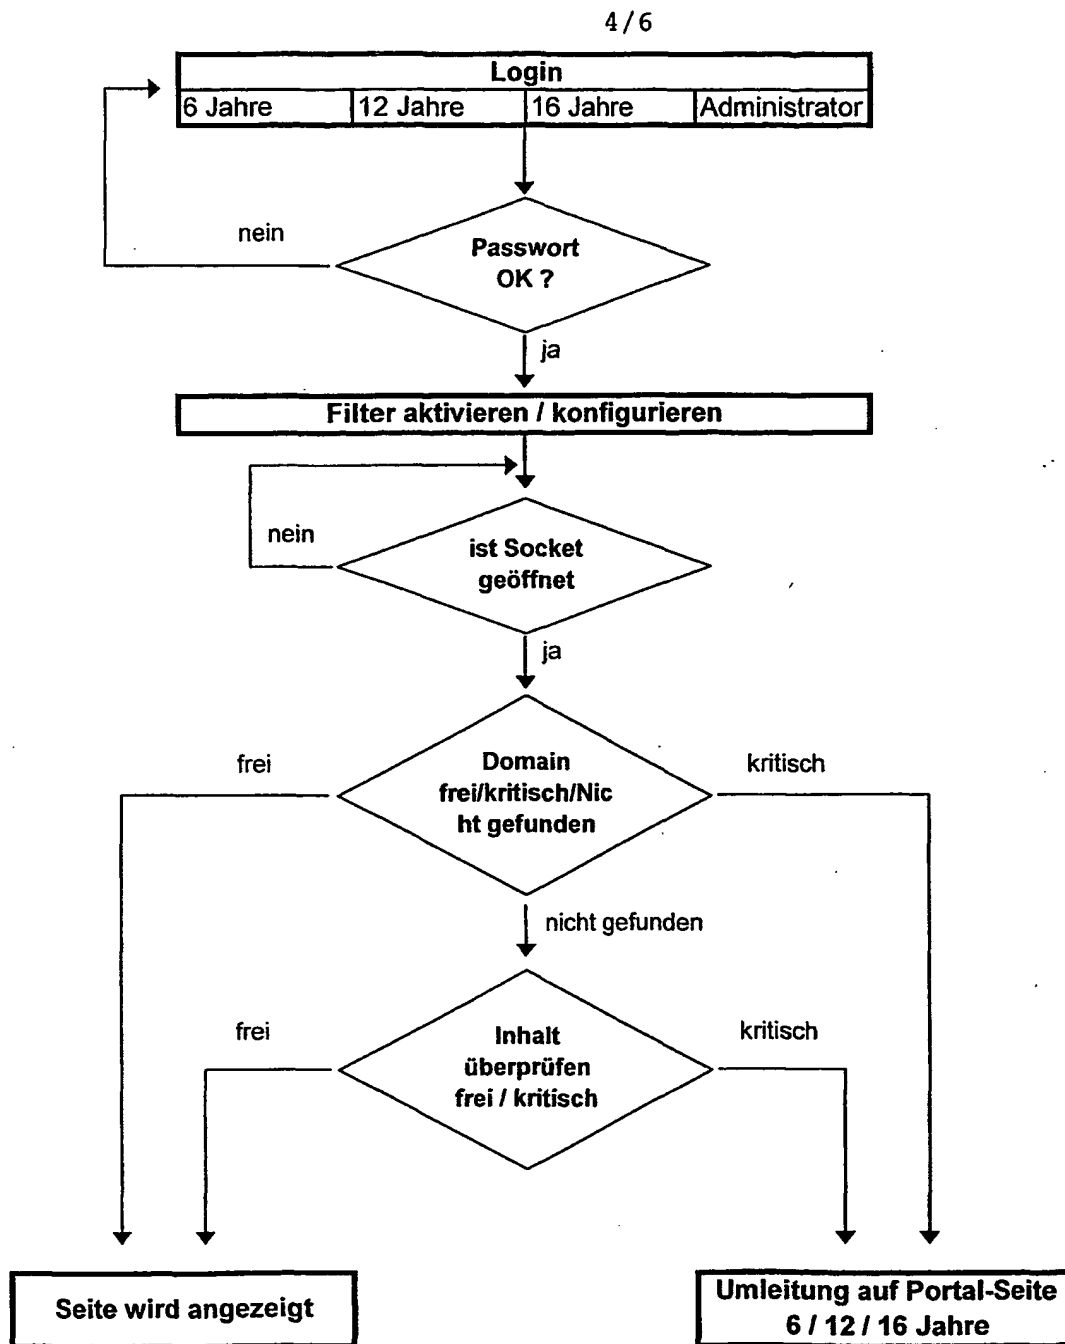 4/6
Login
6 Jahre 12 Jahre 16 Jahre Administrator
nein
Passwort
OK ?
ja
Filter aktivieren / konfigurieren
nein
ist Socket
geöffnet
ja
frei
Domain
frei/kritisch/Nic
ht gefunden
kritisch
nicht gefunden
frei
Inhalt
überprüfen
frei / kritisch
kritisch
Seite wird angezeigt
Umleitung auf Portal-Seite
6 / 12 / 16 Jahre